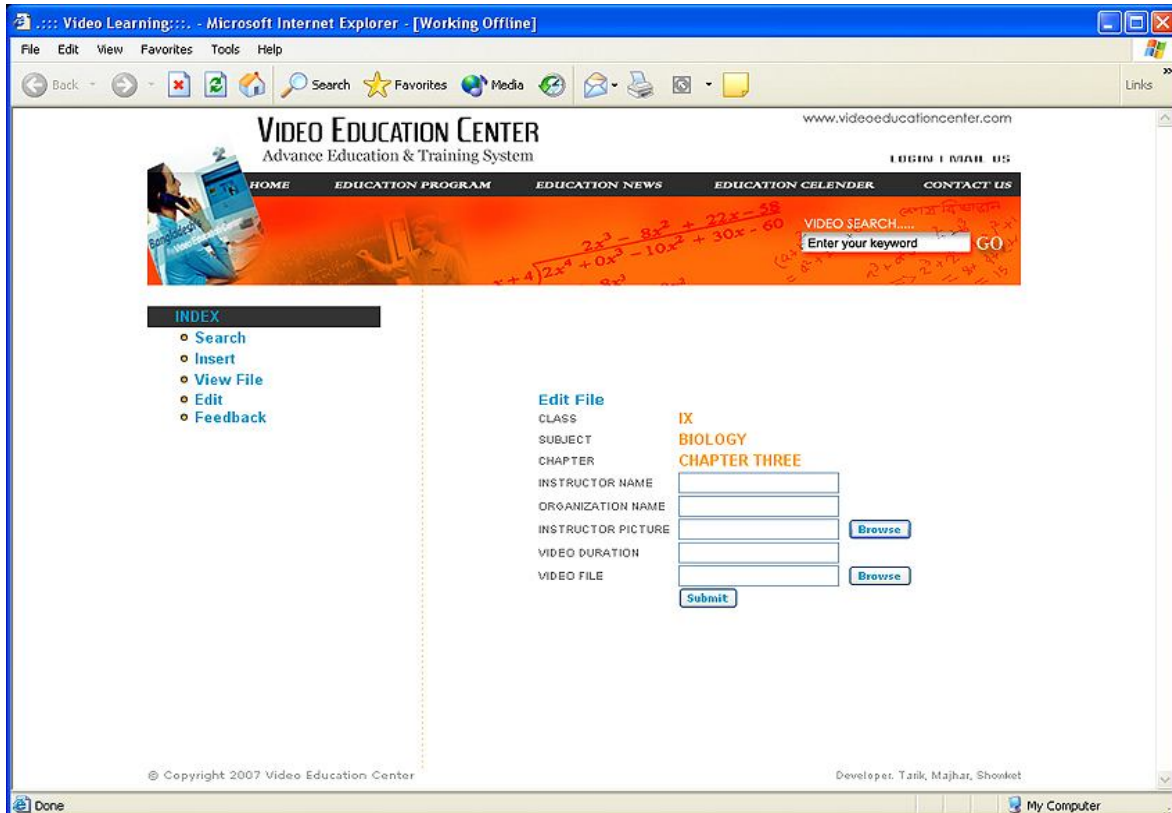 .::: Video Learning:::. - Microsoft Internet Explorer - [Working Offline]
File Edit View Favorites Tools Help
Back Search Favorites Media Links
VIDEO EDUCATION CENTER
www.videoeducationcenter.com
Advance Education & Training System
LOGIN | MAIL US
HOME EDUCATION PROGRAM EDUCATION NEWS EDUCATION CELENDER CONTACT US
Bangladeshi
Video Education Center
2x³ − 8x² + 22x − 58
x + 4)2x⁴ + 0x³ − 10x² + 30x − 60
8x³
VIDEO SEARCH.....
Enter your keyword GO
INDEX
Search
Insert
View File
Edit
Feedback
Edit File
CLASS IX
SUBJECT BIOLOGY
CHAPTER CHAPTER THREE
INSTRUCTOR NAME
ORGANIZATION NAME
INSTRUCTOR PICTURE Browse
VIDEO DURATION
VIDEO FILE Browse
Submit
© Copyright 2007 Video Education Center
Developer. Tarik, Majhar, Showket
Done My Computer